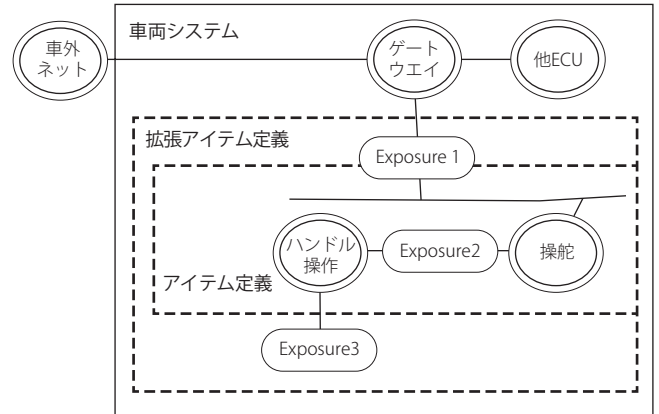 車両システム
車外
ネット
ゲート
ウエイ
他ECU
拡張アイテム定義
Exposure 1
ハンドル
操作
Exposure2
操舵
アイテム定義
Exposure3